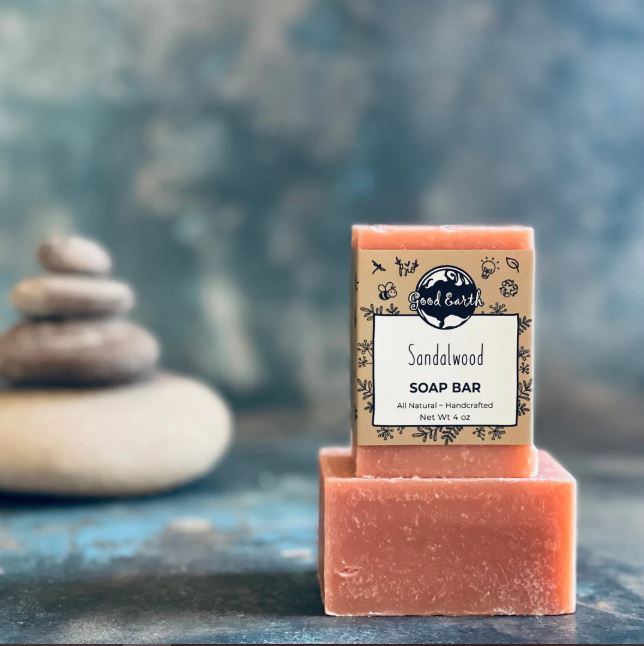 Good Earth
Sandalwood
SOAP BAR
All Natural ~ Handcrafted
Net Wt 4 oz